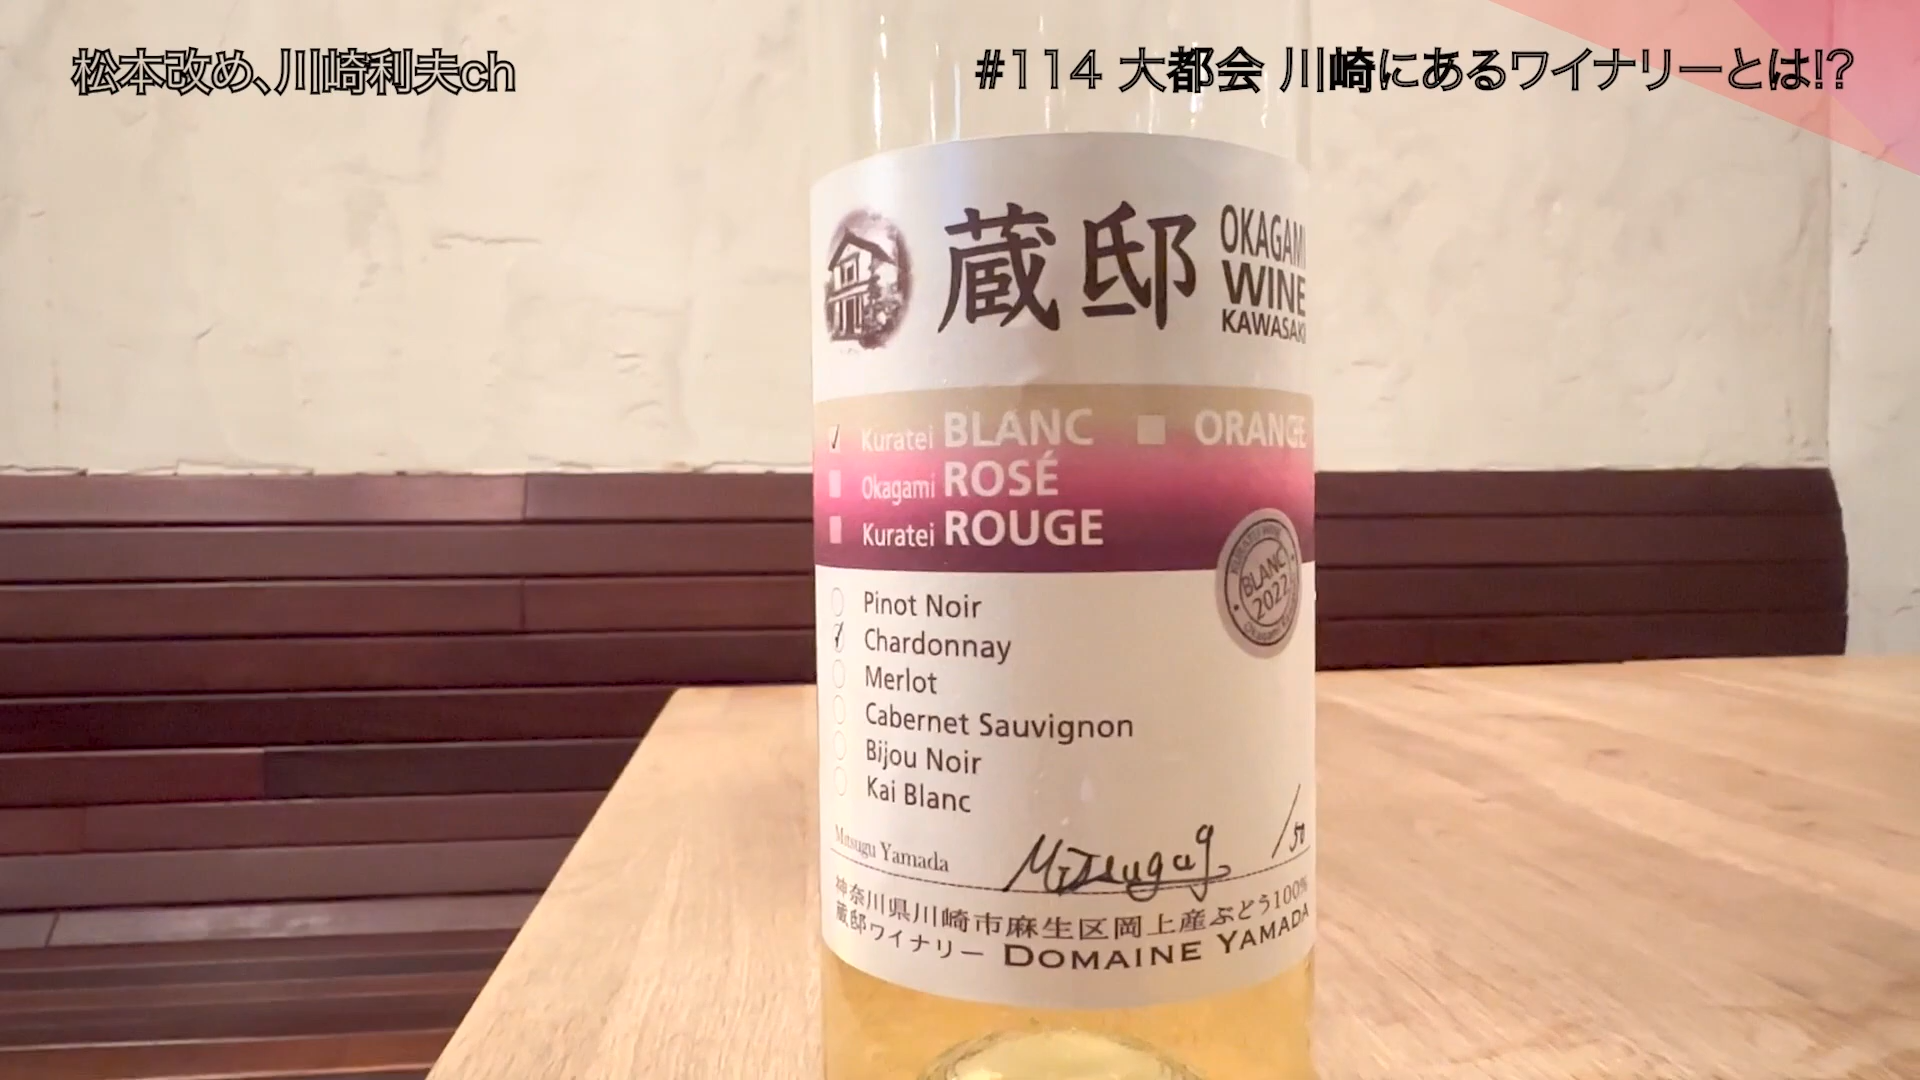 松本改め、川崎利夫ch
#114 大都会 川崎にあるワイナリーとは!?
蔵邸
OKAGAMI
WINE
KAWASAKI
Kuratei BLANC
ORANGE
Okagami ROSÉ
Kuratei ROUGE
BLANC
2022
Pinot Noir
Chardonnay
Merlot
Cabernet Sauvignon
Bijou Noir
Kai Blanc
Mitsugu Yamada
/50
神奈川県川崎市麻生区岡上産ぶどう100%
蔵邸ワイナリー DOMAINE YAMADA